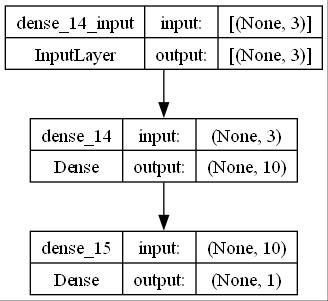 dense_14_input input: [(None, 3)]
InputLayer output: [(None, 3)]
dense_14 input: (None, 3)
Dense output: (None, 10)
dense_15 input: (None, 10)
Dense output: (None, 1)